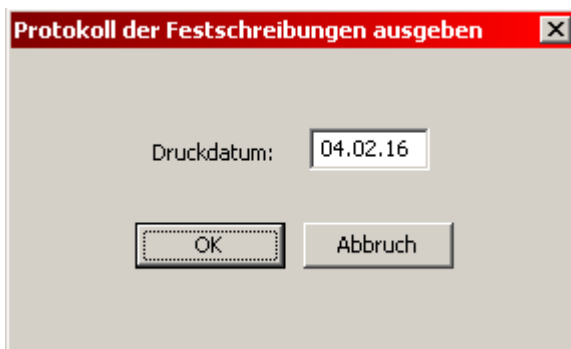 Protokoll der Festschreibungen ausgeben
Druckdatum: 04.02.16
OK Abbruch